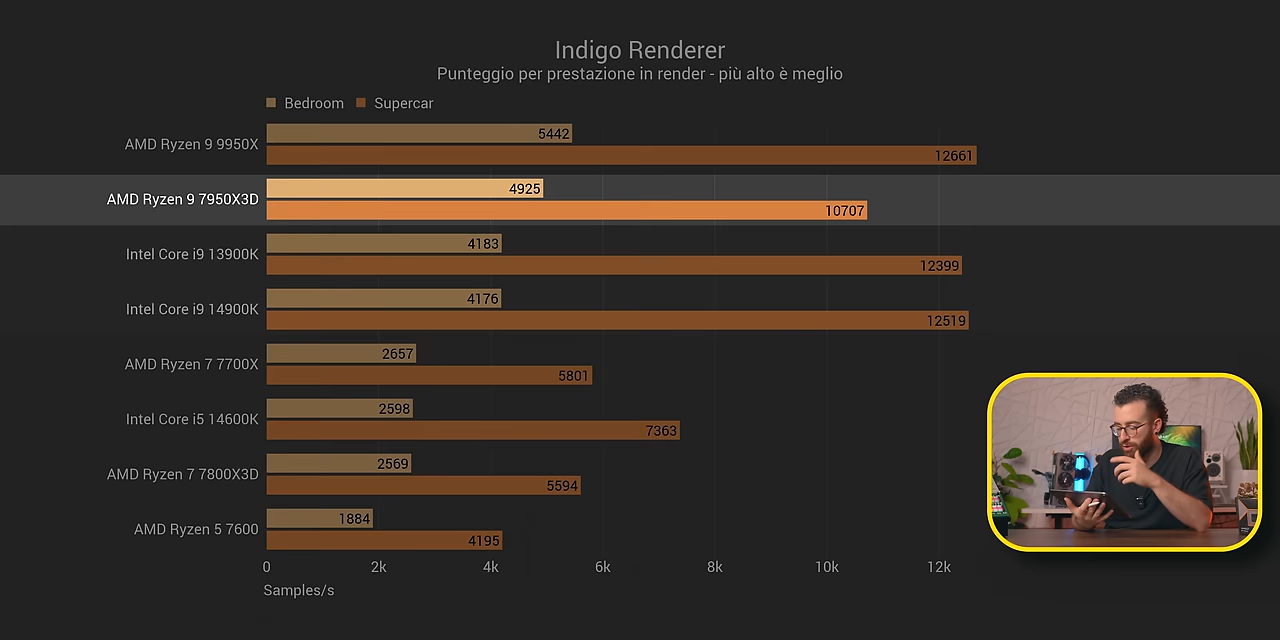 Indigo Renderer
Punteggio per prestazione in render - più alto è meglio
Bedroom Supercar
AMD Ryzen 9 9950X 5442 12661
AMD Ryzen 9 7950X3D 4925 10707
Intel Core i9 13900K 4183 12399
Intel Core i9 14900K 4176 12519
AMD Ryzen 7 7700X 2657 5801
Intel Core i5 14600K 2598 7363
AMD Ryzen 7 7800X3D 2569 5594
AMD Ryzen 5 7600 1884 4195
0 2k 4k 6k 8k 10k 12k
Samples/s